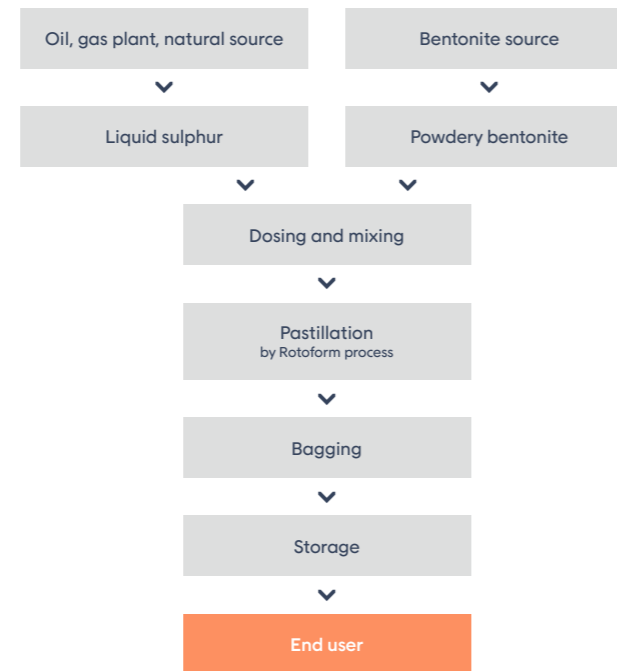 Oil, gas plant, natural source
Bentonite source
Liquid sulphur
Powdery bentonite
Dosing and mixing
Pastillation
by Rotoform process
Bagging
Storage
End user